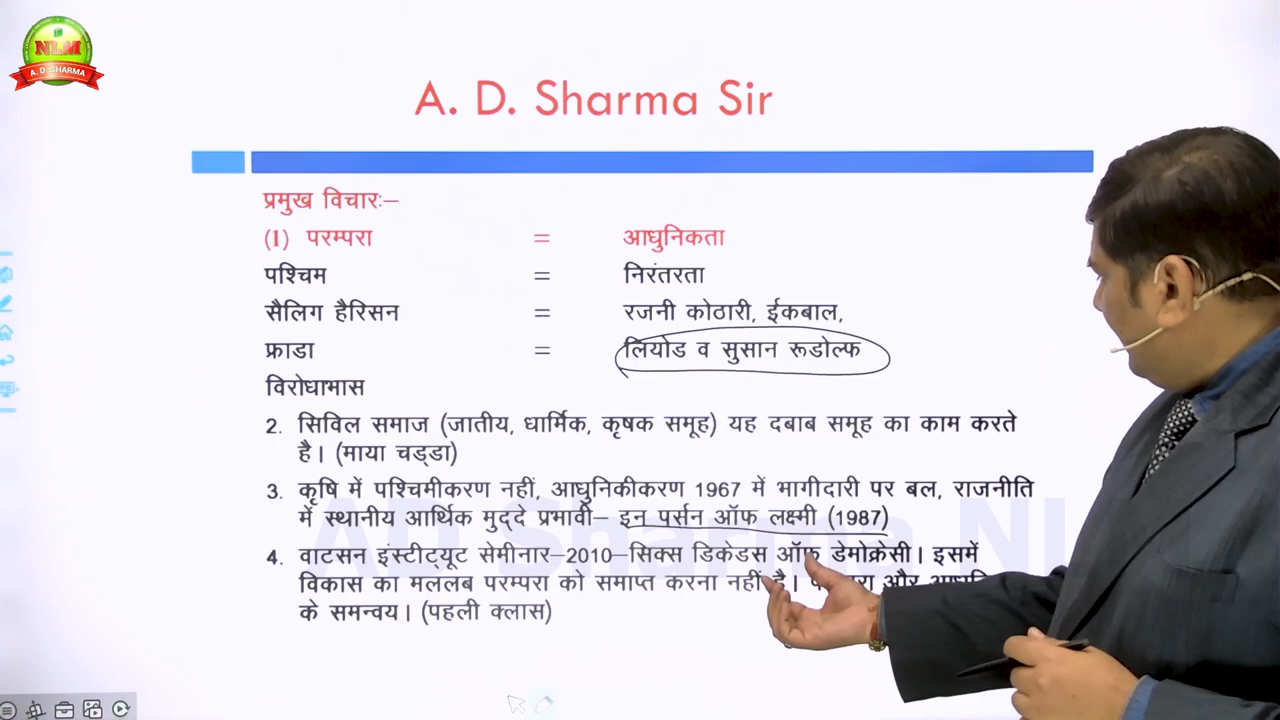 NLM
A. D. SHARMA
A. D. Sharma Sir
प्रमुख विचारः–
(1) परम्परा = आधुनिकता
पश्चिम = निरंतरता
सैलिग हैरिसन = रजनी कोठारी, ईकबाल,
फ्राडा = लियोड व सुसान रूडोल्फ
विरोधाभास
2. सिविल समाज (जातीय, धार्मिक, कृषक समूह) यह दबाब समूह का काम करते
है। (माया चड्डा)
3. कृषि में पश्चिमीकरण नहीं, आधुनिकीकरण 1967 में भागीदारी पर बल, राजनीति
में स्थानीय आर्थिक मुद्दे प्रभावी– इन पर्सन ऑफ लक्ष्मी (1987)
4. वाटसन इंस्टीट्यूट सेमीनार–2010–सिक्स डिकेडस ऑफ डेमोक्रेसी। इसमें
विकास का मललब परम्परा को समाप्त करना नहीं है। और
के समन्वय। (पहली क्लास)
AD Sharma